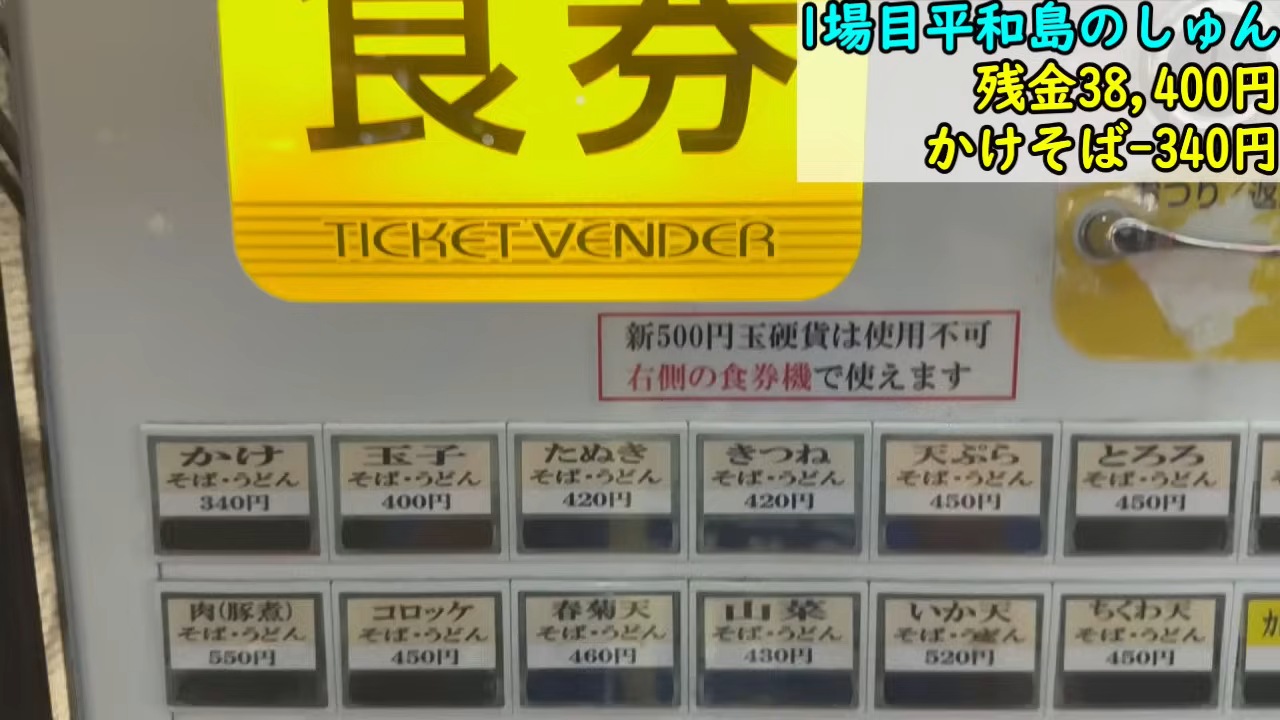 1場目平和島のしゅん
残金38,400円
かけそば-340円
食券
TICKET VENDER
おつり
新500円玉硬貨は使用不可
右側の食券機で使えます
かけ
そば・うどん
340円
玉子
そば・うどん
400円
たぬき
そば・うどん
420円
きつね
そば・うどん
420円
天ぷら
そば・うどん
450円
とろろ
そば・うどん
450円
肉(豚煮)
そば・うどん
550円
コロッケ
そば・うどん
450円
春菊天
そば・うどん
460円
山菜
そば・うどん
430円
いか天
そば・うどん
520円
ちくわ天
そば・うどん
450円